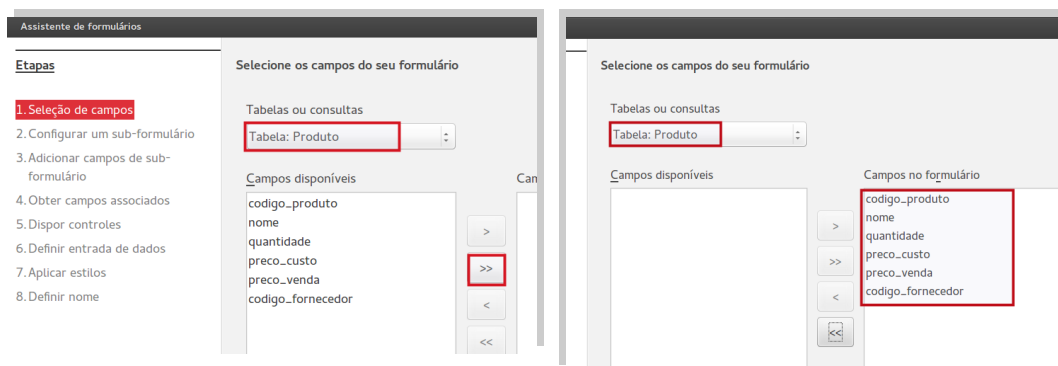 Assistente de formulários
Etapas
1. Seleção de campos
2. Configurar um sub-formulário
3. Adicionar campos de sub-
formulário
4. Obter campos associados
5. Dispor controles
6. Definir entrada de dados
7. Aplicar estilos
8. Definir nome
Selecione os campos do seu formulário
Tabelas ou consultas
Tabela: Produto
Campos disponíveis
Cam
codigo_produto
nome
quantidade
preco_custo
preco_venda
codigo_fornecedor
>
>>
<
<<
Selecione os campos do seu formulário
Tabelas ou consultas
Tabela: Produto
Campos disponíveis
>
>>
<
<<
Campos no formulário
codigo_produto
nome
quantidade
preco_custo
preco_venda
codigo_fornecedor